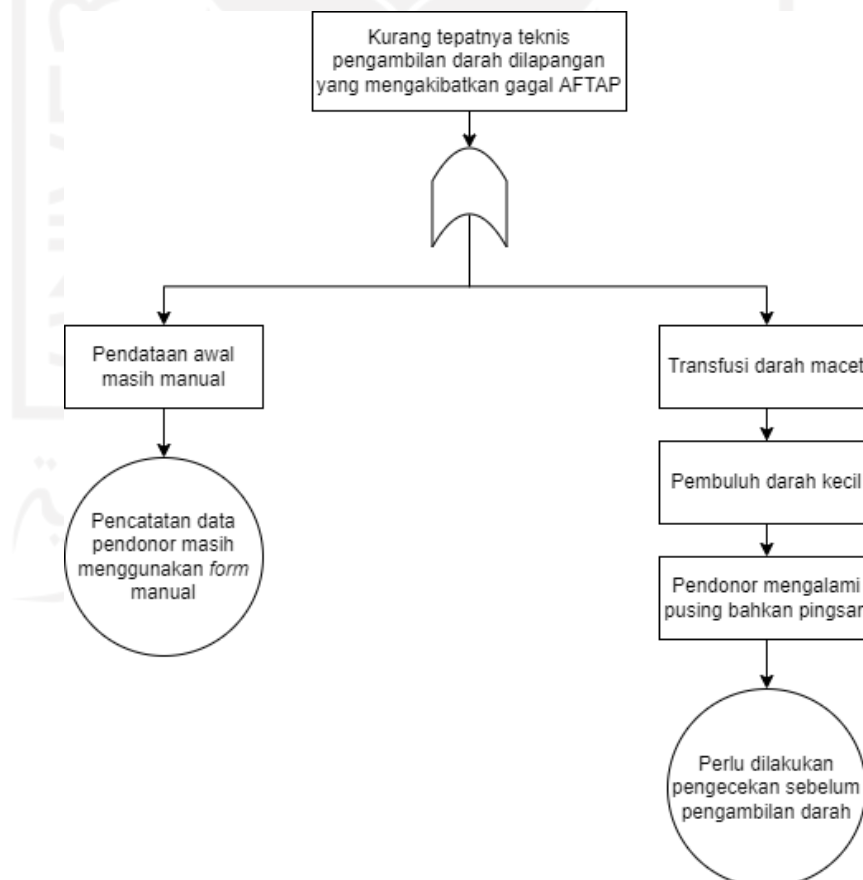 Kurang tepatnya teknis
pengambilan darah dilapangan
yang mengakibatkan gagal AFTAP
Pendataan awal
masih manual
Transfusi darah macet
Pencatatan data
pendonor masih
menggunakan form
manual
Pembuluh darah kecil
Pendonor mengalami
pusing bahkan pingsan
Perlu dilakukan
pengecekan sebelum
pengambilan darah